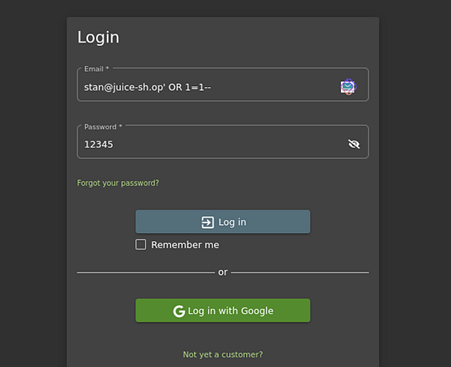 Login
Email *
stan@juice-sh.op' OR 1=1--
Password *
12345
Forgot your password?
Log in
Remember me
or
Log in with Google
Not yet a customer?